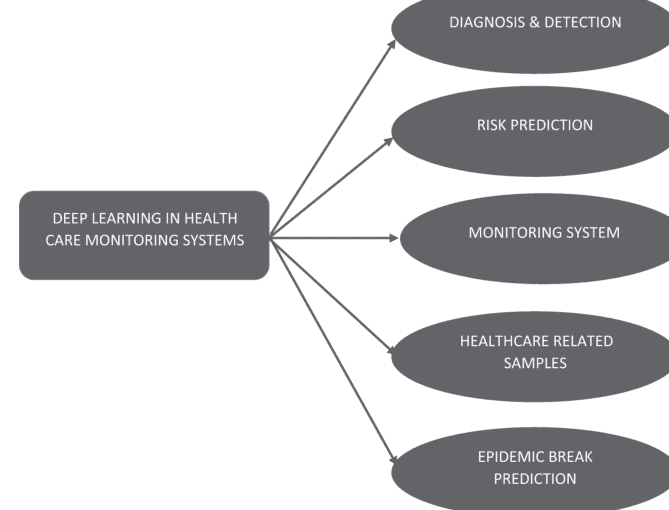 DIAGNOSIS & DETECTION
RISK PREDICTION
DEEP LEARNING IN HEALTH
CARE MONITORING SYSTEMS
MONITORING SYSTEM
HEALTHCARE RELATED
SAMPLES
EPIDEMIC BREAK
PREDICTION